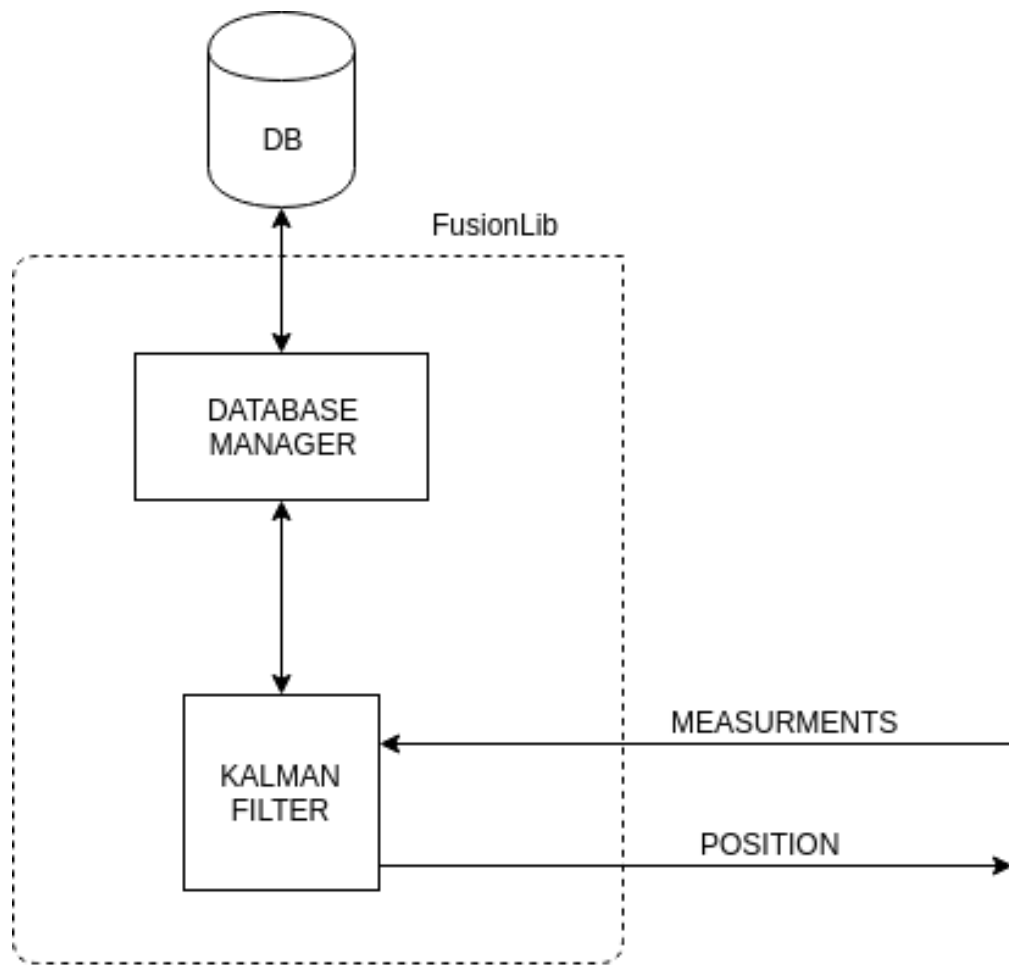 DB
FusionLib
DATABASE
MANAGER
MEASURMENTS
KALMAN
FILTER
POSITION